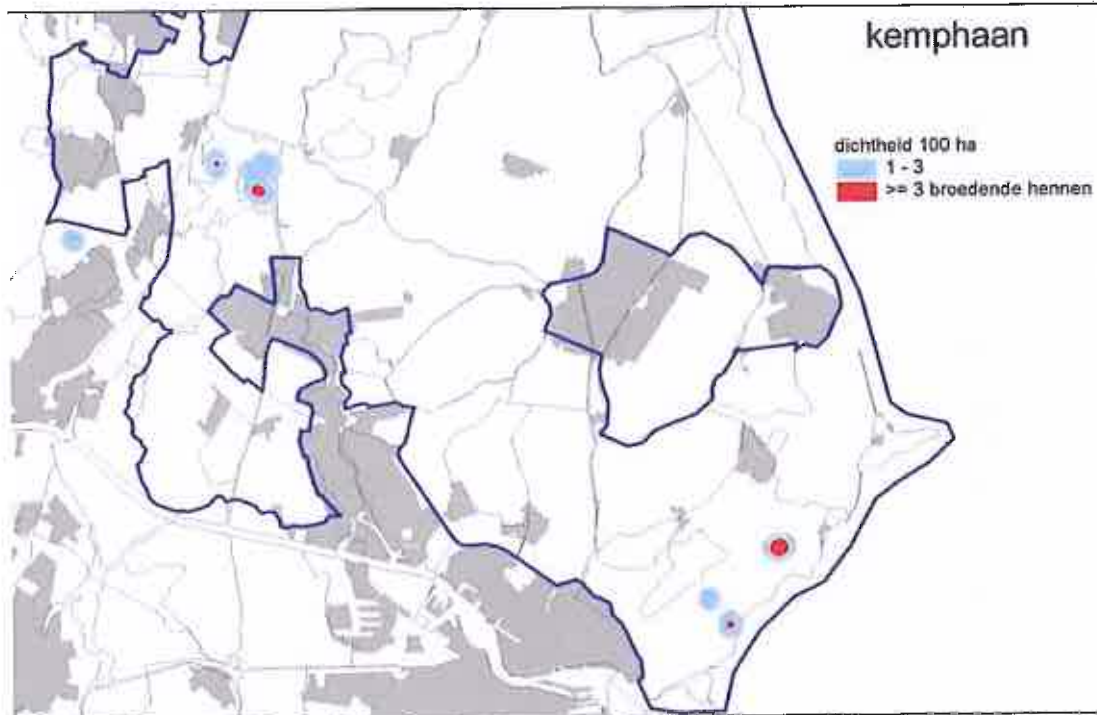 kemphaan
dichtheid 100 ha
1 - 3
>= 3 broedende hennen